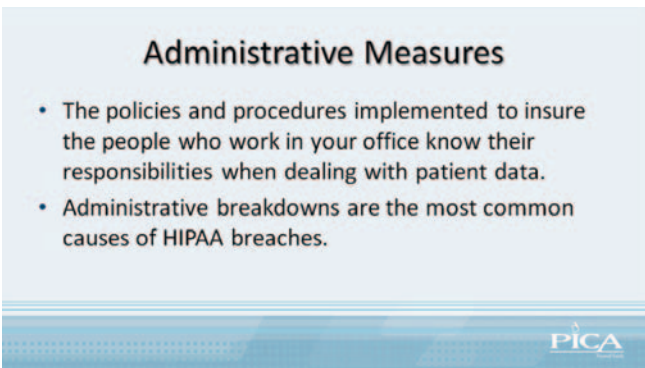 Administrative Measures
• The policies and procedures implemented to insure
the people who work in your office know their
responsibilities when dealing with patient data.
• Administrative breakdowns are the most common
causes of HIPAA breaches.
PICA